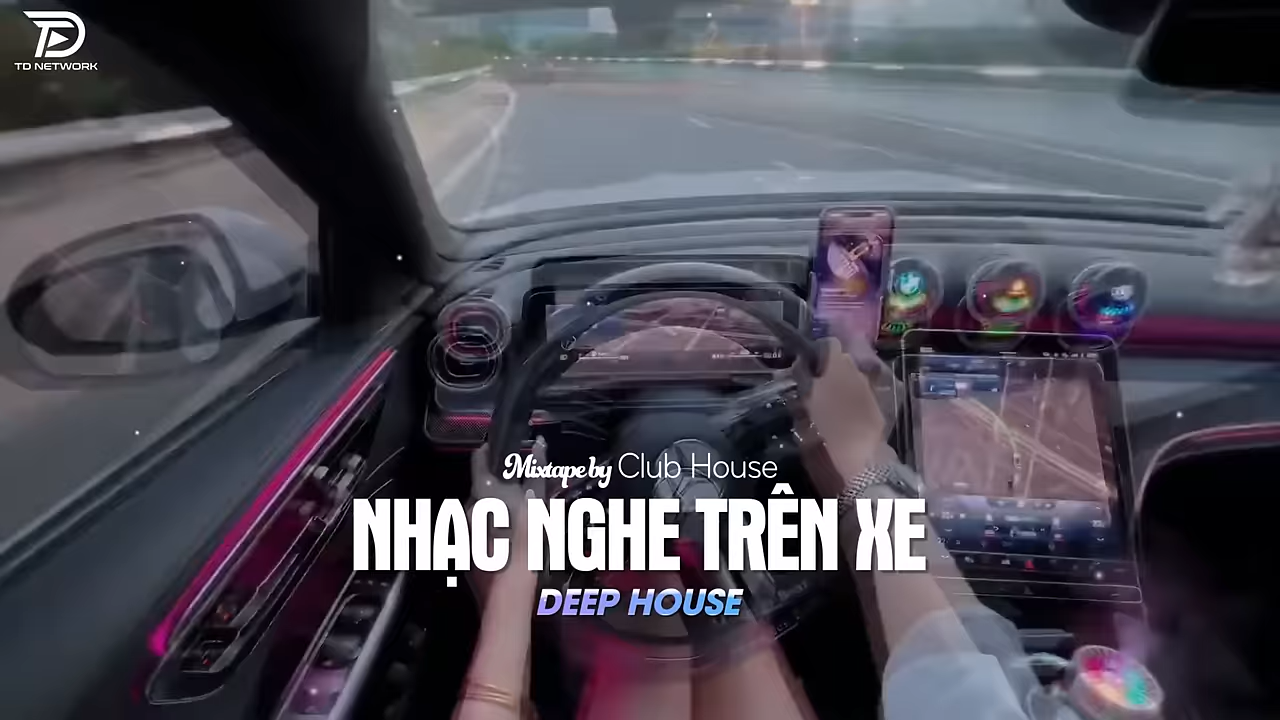 TD NETWORK
Mixtape by Club House
NHẠC NGHE TRÊN XE
DEEP HOUSE